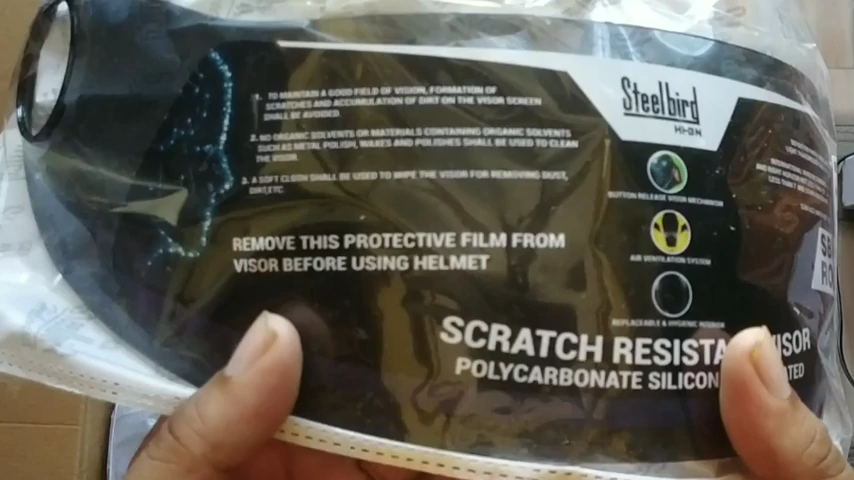 Steelbird
HI-GN
1. TO MAINTAIN A GOOD FIELD OF VISION, FORMATION OF
SCRATCHES AND ACCUMULATION OF DIRT ON THE VISOR SCREEN
SHALL BE AVOIDED.
2. NO ORGANIC SOLVENTS OR MATERIALS CONTAINING ORGANIC SOLVENTS
SUCH AS METAL POLISH, WAXES AND POLISHES SHALL BE USED TO CLEAN
THE VISOR.
3. A SOFT CLOSH SHALL BE USED TO WIPE THE VISOR FOR REMOVING DUST,
DIRT, ETC.
REMOVE THIS PROTECTIVE FILM FROM
VISOR BEFORE USING HELMET
BUTTON RELEASE VISOR MECHANISM
AIR VENTILATION SYSTEM
REPLACEABLE & HYGIENIC INTERIOR
SCRATCH RESISTA VISOR
POLYCARBONATE SILICON